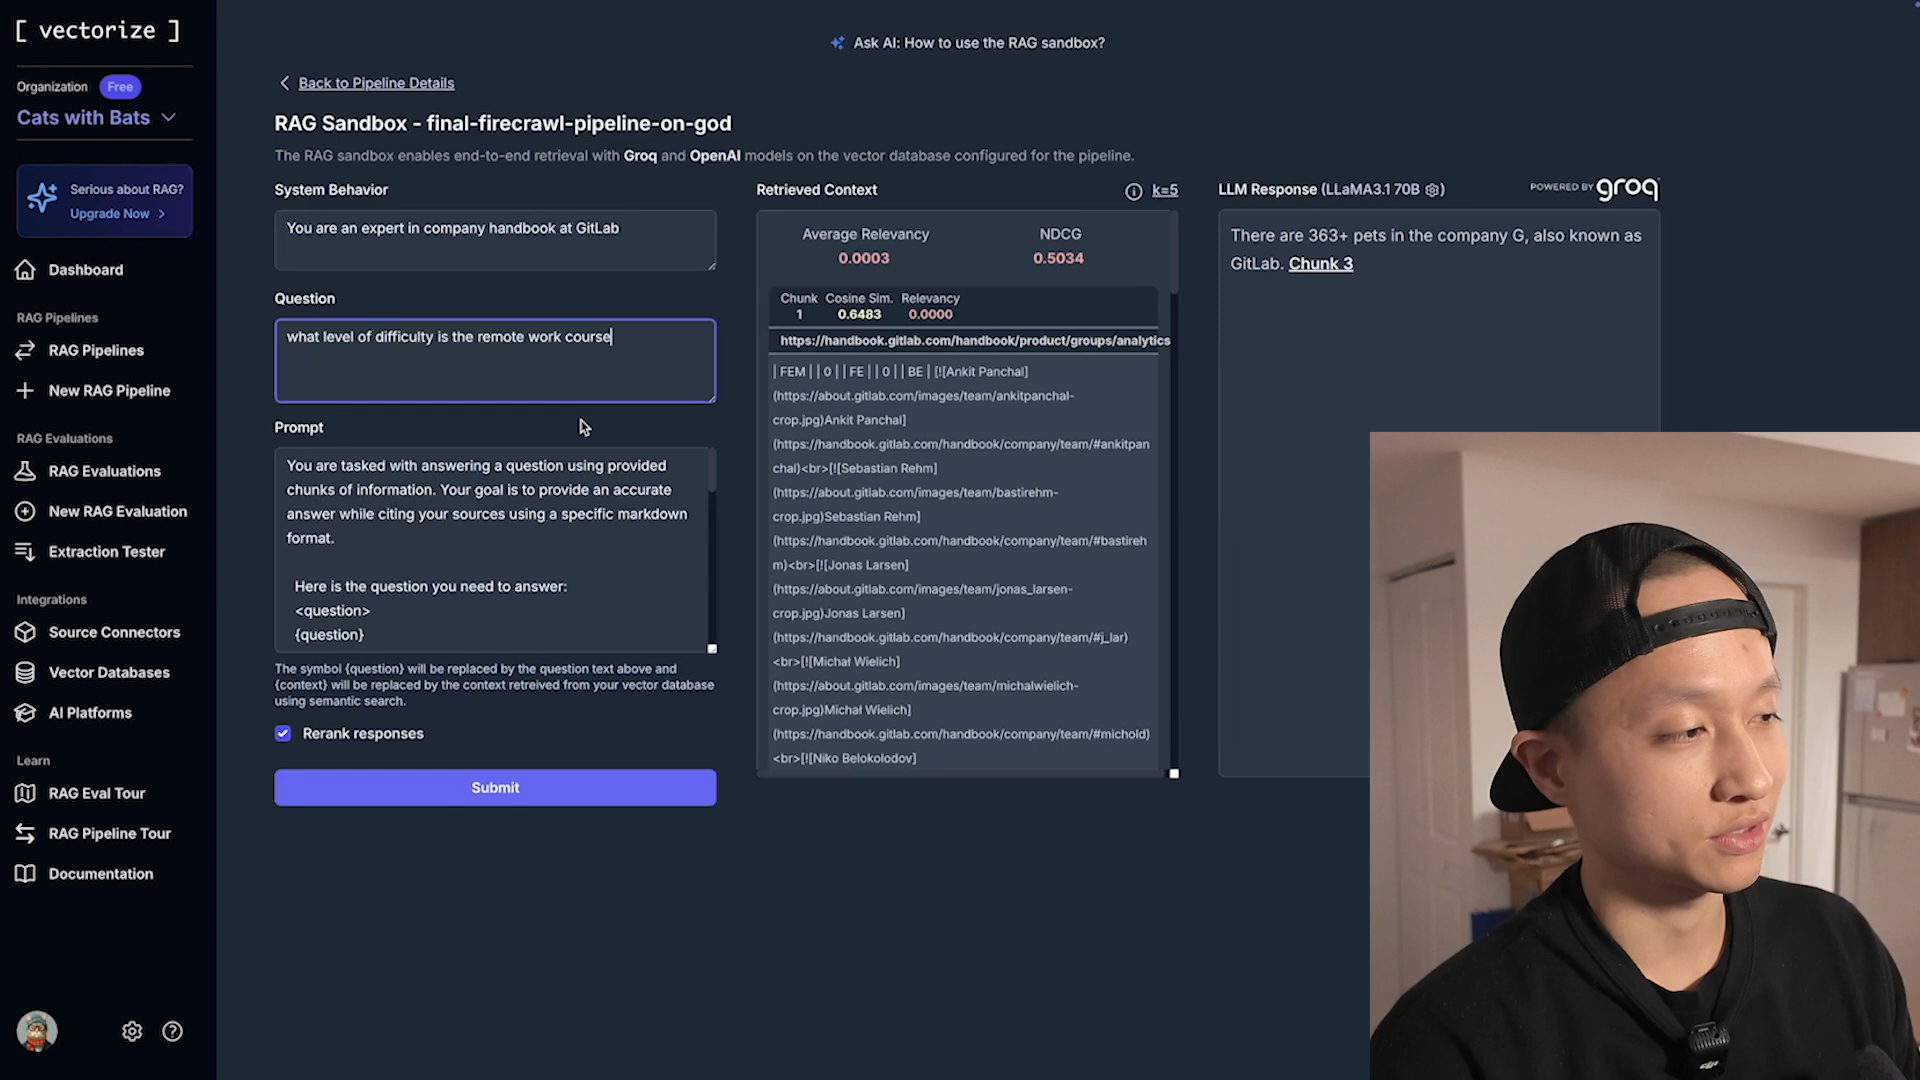 [ vectorize ]
Organization Free
Cats with Bats
Serious about RAG?
Upgrade Now
Dashboard
RAG Pipelines
RAG Pipelines
New RAG Pipeline
RAG Evaluations
RAG Evaluations
New RAG Evaluation
Extraction Tester
Integrations
Source Connectors
Vector Databases
AI Platforms
Learn
RAG Eval Tour
RAG Pipeline Tour
Documentation
Ask AI: How to use the RAG sandbox?
Back to Pipeline Details
RAG Sandbox - final-firecrawl-pipeline-on-god
The RAG sandbox enables end-to-end retrieval with Groq and OpenAI models on the vector database configured for the pipeline.
System Behavior
You are an expert in company handbook at GitLab
Question
what level of difficulty is the remote work course
Prompt
You are tasked with answering a question using provided
chunks of information. Your goal is to provide an accurate
answer while citing your sources using a specific markdown
format.
Here is the question you need to answer:
<question>
{question}
The symbol {question} will be replaced by the question text above and
{context} will be replaced by the context retreived from your vector database
using semantic search.
Rerank responses
Submit
Retrieved Context
k=5
Average Relevancy NDCG
0.0003 0.5034
Chunk Cosine Sim. Relevancy
1 0.6483 0.0000
https://handbook.gitlab.com/handbook/product/groups/analytics
| FEM | | 0 | | FE | | 0 | | BE | [![Ankit Panchal]
(https://about.gitlab.com/images/team/ankitpanchal-
crop.jpg)Ankit Panchal]
(https://handbook.gitlab.com/handbook/company/team/#ankitpan
chal)<br>[![Sebastian Rehm]
(https://about.gitlab.com/images/team/bastirehm-
crop.jpg)Sebastian Rehm]
(https://handbook.gitlab.com/handbook/company/team/#bastireh
m)<br>[![Jonas Larsen]
(https://about.gitlab.com/images/team/jonas_larsen-
crop.jpg)Jonas Larsen]
(https://handbook.gitlab.com/handbook/company/team/#j_lar)
<br>[![Michał Wielich]
(https://about.gitlab.com/images/team/michalwielich-
crop.jpg)Michał Wielich]
(https://handbook.gitlab.com/handbook/company/team/#michold)
<br>[![Niko Belokolodov]
LLM Response (LLaMA3.1 70B)
POWERED BY groq
There are 363+ pets in the company G, also known as
GitLab. Chunk 3